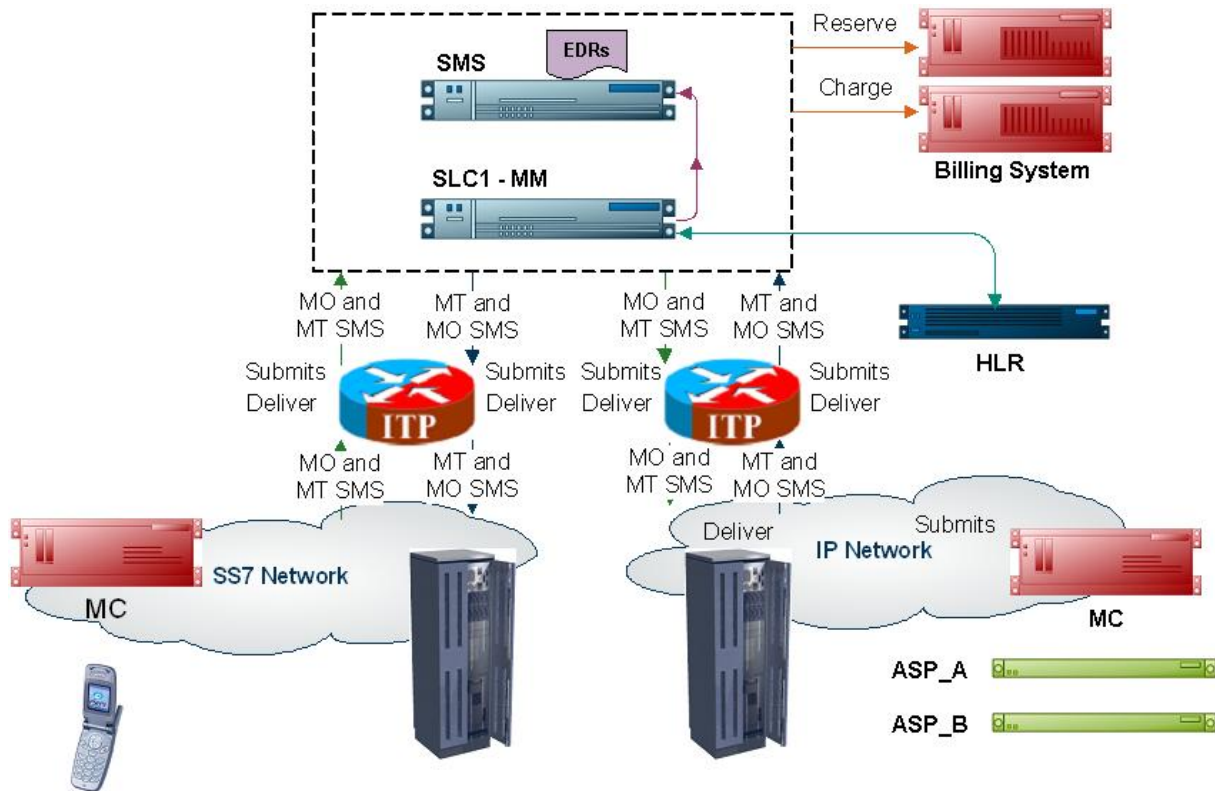 Reserve
EDRs
SMS
Charge
SLC1 - MM
Billing System
MO and
MT SMS
MT and
MO SMS
MO and
MT SMS
MT and
MO SMS
HLR
Submits
Deliver
ITP
Submits
Deliver
Submits
Deliver
ITP
Submits
Deliver
MO and
MT SMS
MT and
MO SMS
MO and
MT SMS
MT and
MO SMS
Deliver
Submits
SS7 Network
IP Network
MC
MC
ASP_A
ASP_B